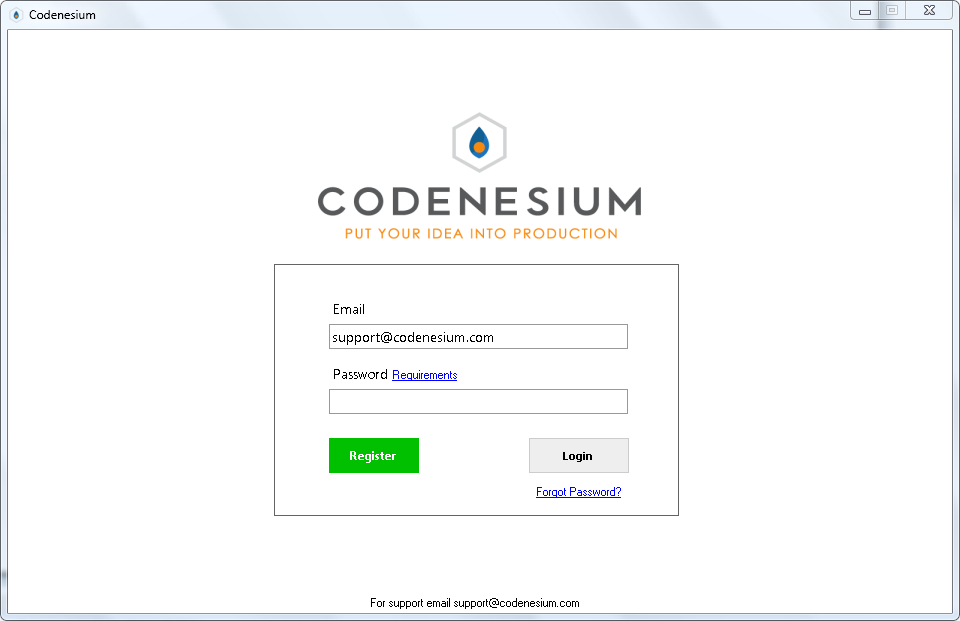 Codenesium
CODENESIUM
PUT YOUR IDEA INTO PRODUCTION
Email
support@codenesium.com
Password Requirements
Register Login
Forgot Password?
For support email support@codenesium.com